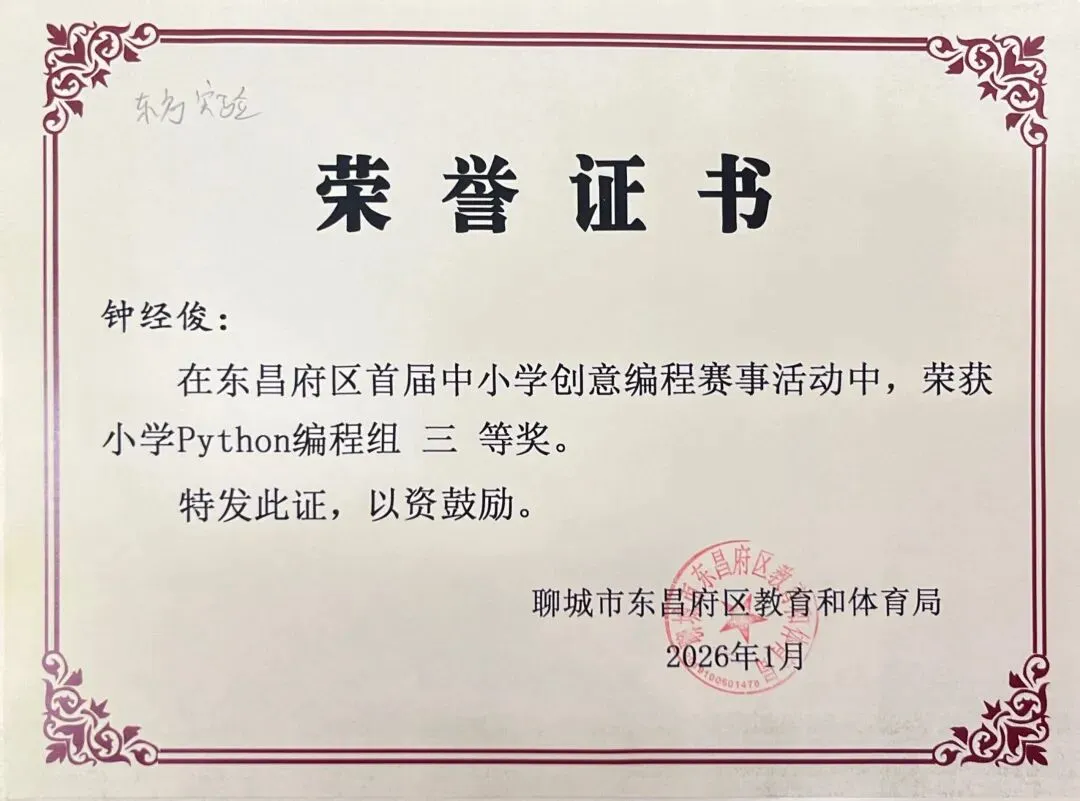 荣誉证书
钟经俊：
在东昌府区首届中小学创意编程赛事活动中，荣获
小学Python编程组 三 等奖。
特发此证，以资鼓励。
聊城市东昌府区教育和体育局
2026年1月